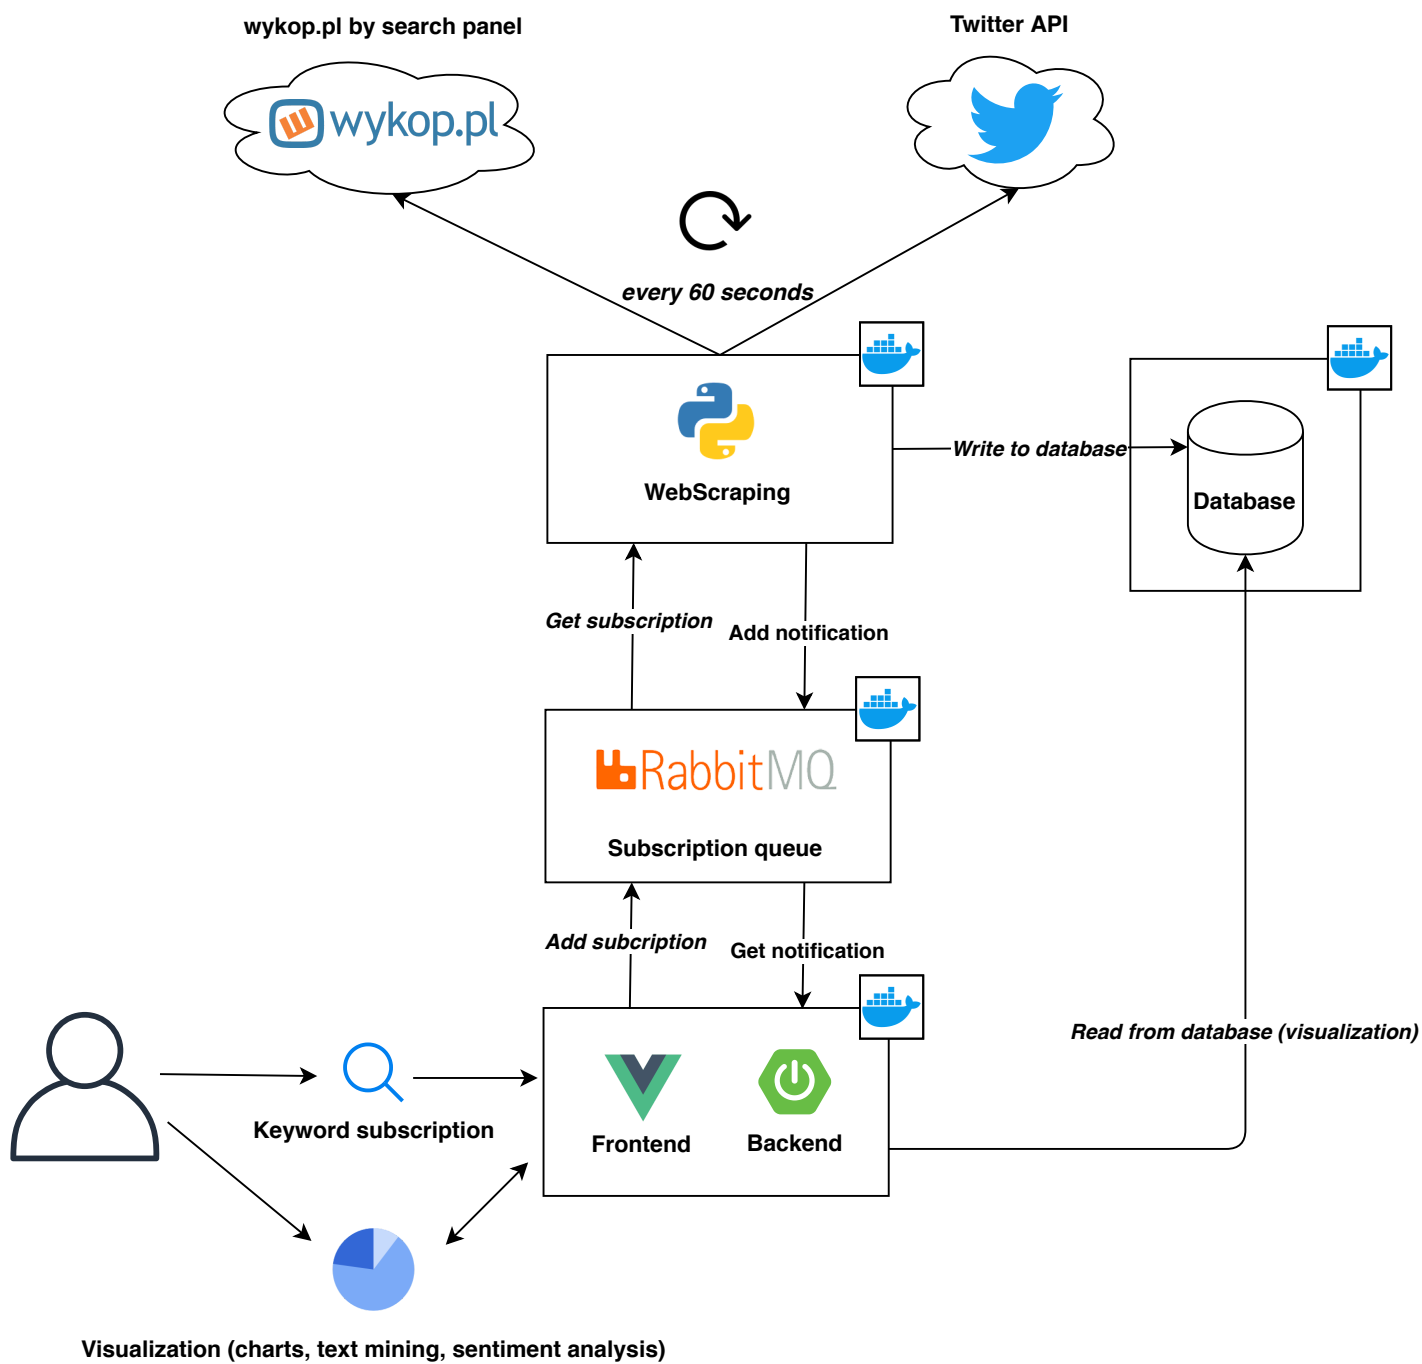 wykop.pl by search panel
Twitter API
wykop.pl
every 60 seconds
WebScraping
Write to database
Database
Get subscription
Add notification
RabbitMQ
Subscription queue
Add subcription
Get notification
Read from database (visualization)
Keyword subscription
Frontend
Backend
Visualization (charts, text mining, sentiment analysis)